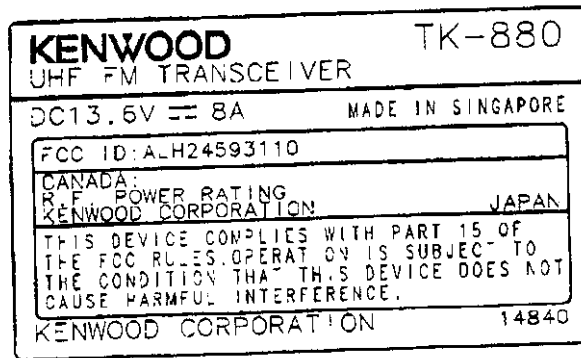 KENWOOD TK-880
UHF FM TRANSCEIVER
DC13.6V ⎓ 8A MADE IN SINGAPORE
FCC ID:ALH24593110
CANADA:
R.F. POWER RATING
KENWOOD CORPORATION JAPAN
THIS DEVICE COMPLIES WITH PART 15 OF
THE FCC RULES.OPERATION IS SUBJECT TO
THE CONDITION THAT THIS DEVICE DOES NOT
CAUSE HARMFUL INTERFERENCE.
KENWOOD CORPORATION 14840